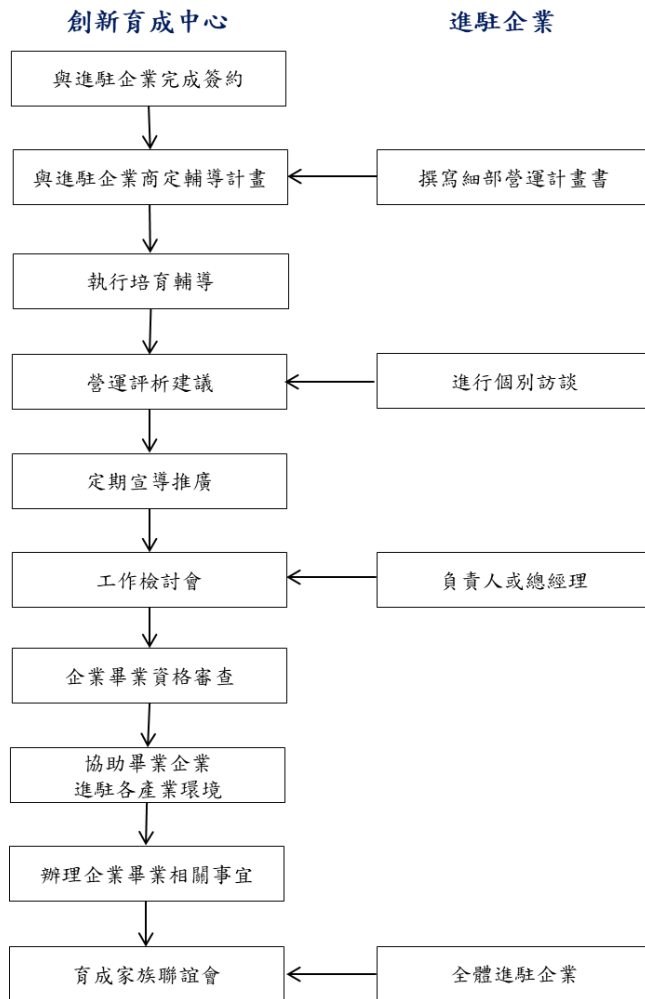 創新育成中心
進駐企業
與進駐企業完成簽約
與進駐企業商定輔導計畫
撰寫細部營運計畫書
執行培育輔導
營運評析建議
進行個別訪談
定期宣導推廣
工作檢討會
負責人或總經理
企業畢業資格審查
協助畢業企業
進駐各產業環境
辦理企業畢業相關事宜
育成家族聯誼會
全體進駐企業